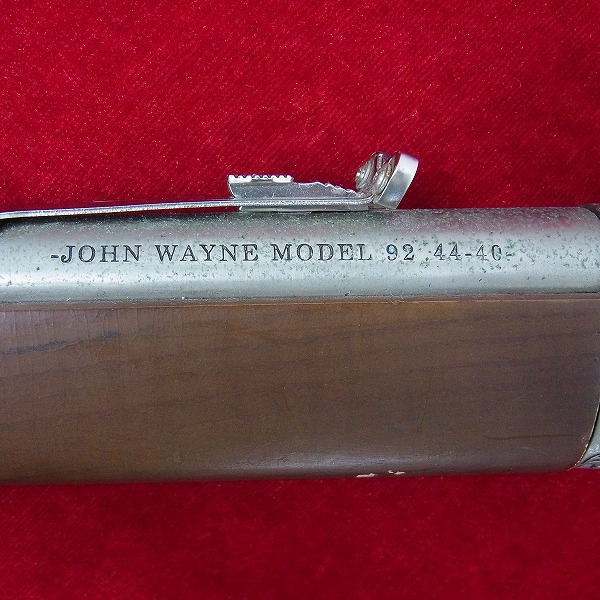 -JOHN WAYNE MODEL 92 .44-40-